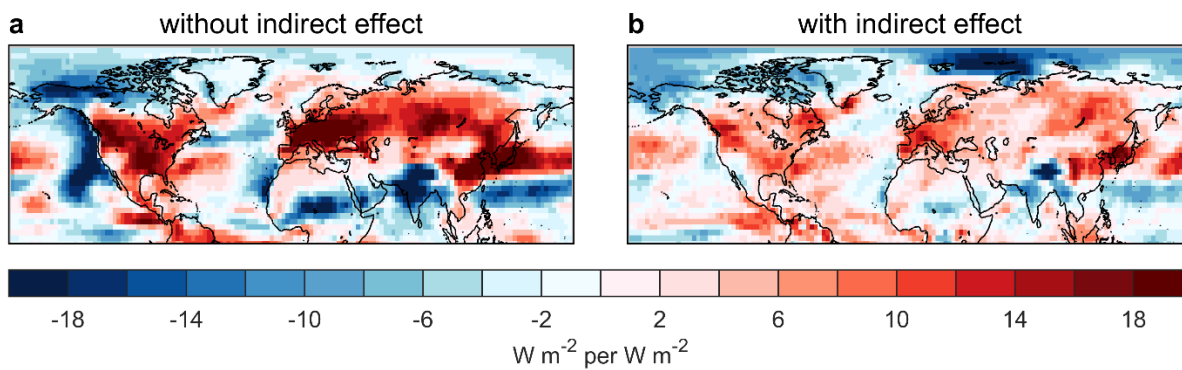 a without indirect effect
b with indirect effect
-18 -14 -10 -6 -2 2 6 10 14 18
W m⁻² per W m⁻²